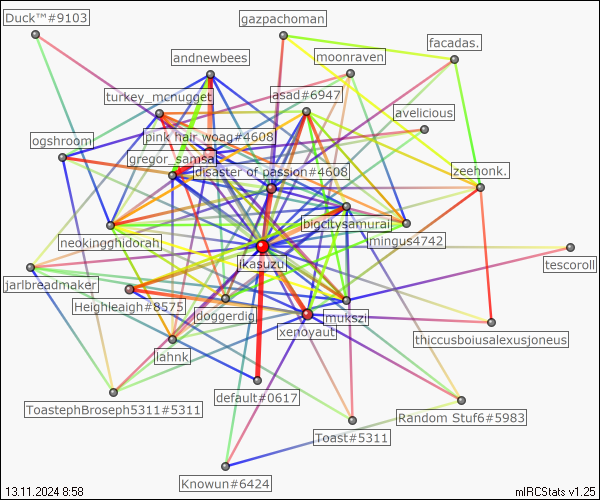 Duck™#9103
gazpachoman
facadas.
andnewbees
moonraven
turkey_mcnugget
asad#6947
avelicious
ogshroom
pink hair woag#4608
gregor_samsa
disaster of passion#4608
zeehonk.
bigcitysamurai
neokingghidorah
mingus4742
ikasuzu
tescoroll
jarlbreadmaker
Heighleaigh#8575
doggerdig
mukszi
xenoyaut
thiccusboiusalexusjoneus
lahnk
default#0617
ToastephBroseph5311#5311
Random Stuf6#5983
Toast#5311
Knowun#6424
13.11.2024 8:58
mIRCStats v1.25